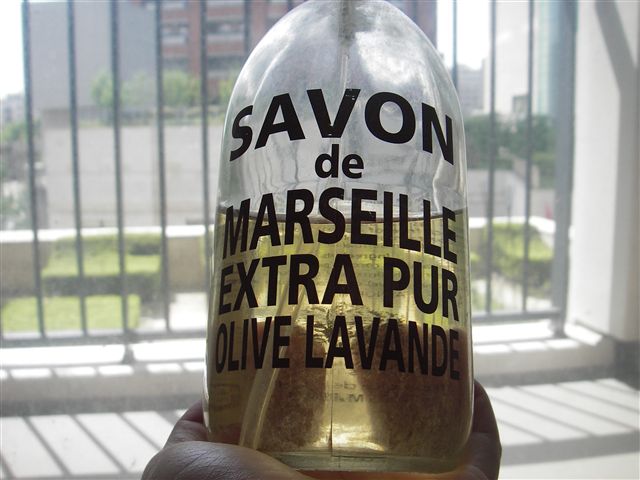 SAVON
de
MARSEILLE
EXTRA PUR
OLIVE LAVANDE